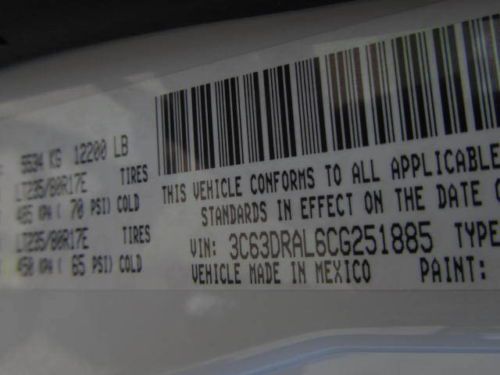 5534 KG 12200 LB
LT235/80R17E TIRES
485 KPA ( 70 PSI) COLD
LT235/80R17E TIRES
450 KPA ( 65 PSI) COLD
THIS VEHICLE CONFORMS TO ALL APPLICABLE
STANDARDS IN EFFECT ON THE DATE
VIN: 3C63DRAL6CG251885 TYPE
VEHICLE MADE IN MEXICO PAINT: